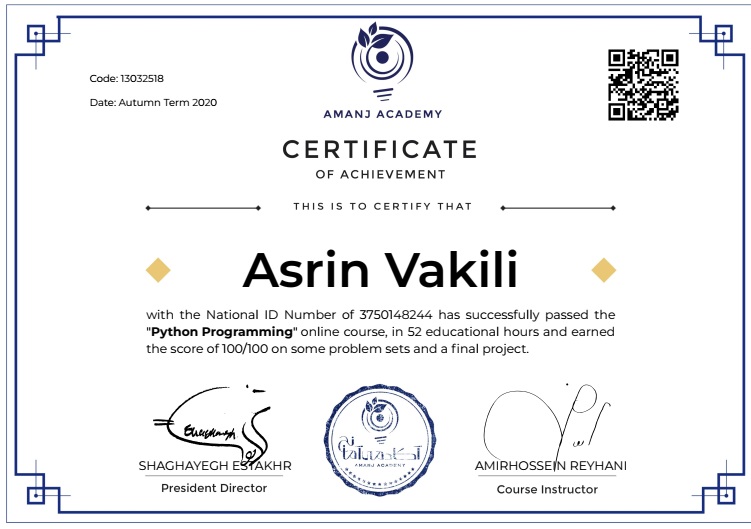 Code: 13032518
Date: Autumn Term 2020
AMANJ ACADEMY
CERTIFICATE
OF ACHIEVEMENT
THIS IS TO CERTIFY THAT
Asrin Vakili
with the National ID Number of 3750148244 has successfully passed the
"Python Programming" online course, in 52 educational hours and earned
the score of 100/100 on some problem sets and a final project.
AMANJ ACADEMY
SHAGHAYEGH ESTAKHR
AMIRHOSSEIN REYHANI
President Director
Course Instructor